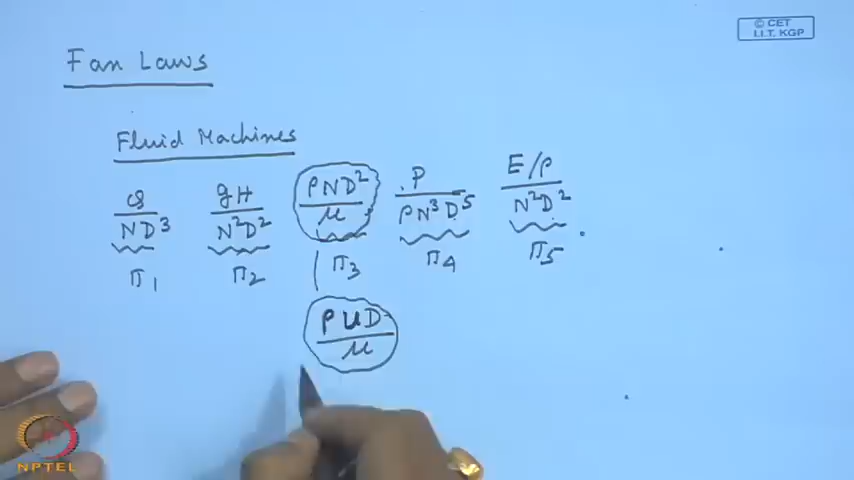 © CET
I.I.T. KGP
Fan Laws
Fluid Machines
Q/ND³ gH/N²D² ρND²/μ P/ρN³D⁵ E/ρ/N²D²
π₁ π₂ π₃ π₄ π₅
ρUD/μ
NPTEL